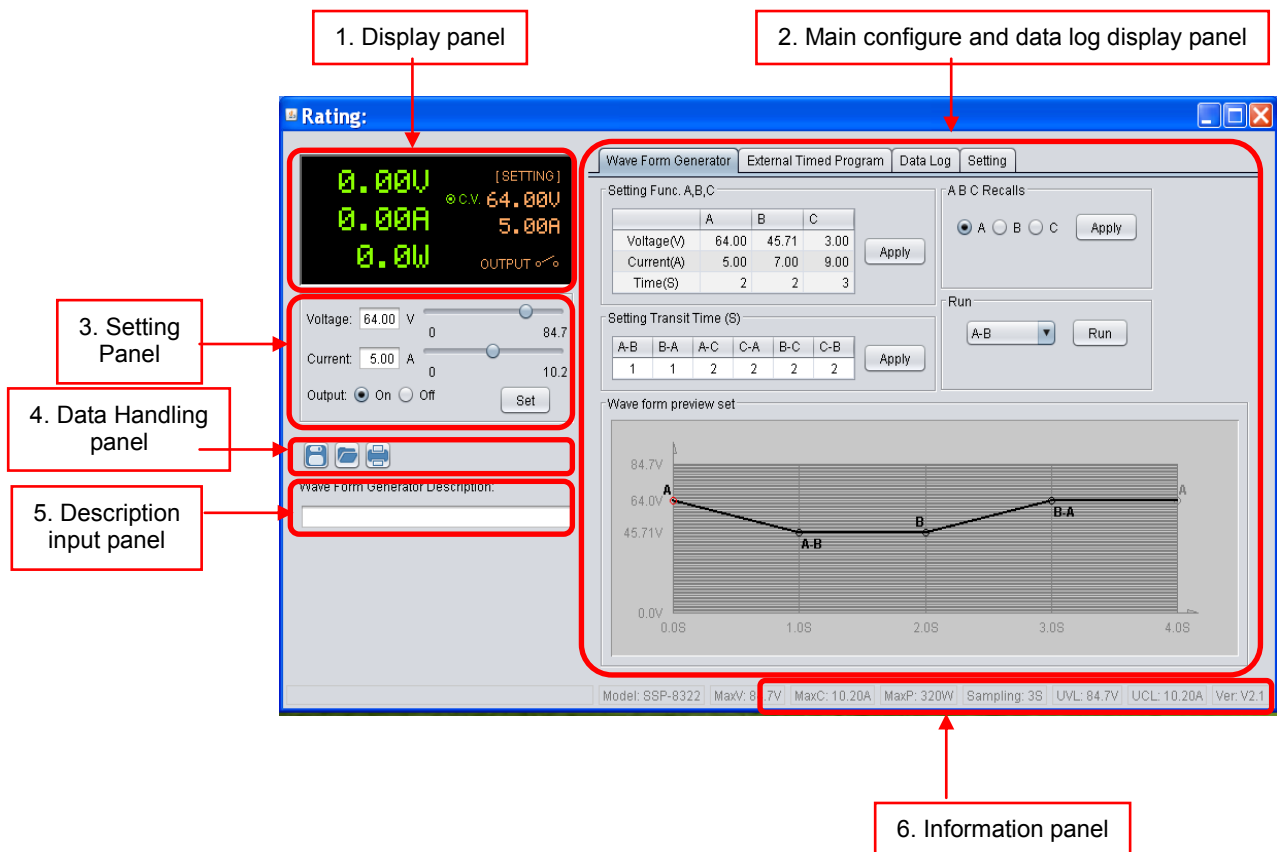 1. Display panel
2. Main configure and data log display panel
Rating:
0.00V
[SETTING]
C.V. 64.00V
0.00A
5.00A
0.0W
OUTPUT
3. Setting
Panel
Voltage: 64.00 V
0 84.7
Current: 5.00 A
0 10.2
Output: On Off Set
4. Data Handling
panel
Wave Form Generator Description:
5. Description
input panel
Wave Form Generator External Timed Program Data Log Setting
Setting Func. A,B,C
A B C
Voltage(V) 64.00 45.71 3.00
Current(A) 5.00 7.00 9.00
Time(S) 2 2 3
Apply
A B C Recalls
A B C Apply
Setting Transit Time (S)
A-B B-A A-C C-A B-C C-B
1 1 2 2 2 2
Apply
Run
A-B Run
Wave form preview set
84.7V
64.0V
45.71V
0.0V
A
A-B
B
B-A
A
0.0S 1.0S 2.0S 3.0S 4.0S
Model: SSP-8322 MaxV: 8 .7V MaxC: 10.20A MaxP: 320W Sampling: 3S UVL: 84.7V UCL: 10.20A Ver: V2.1
6. Information panel